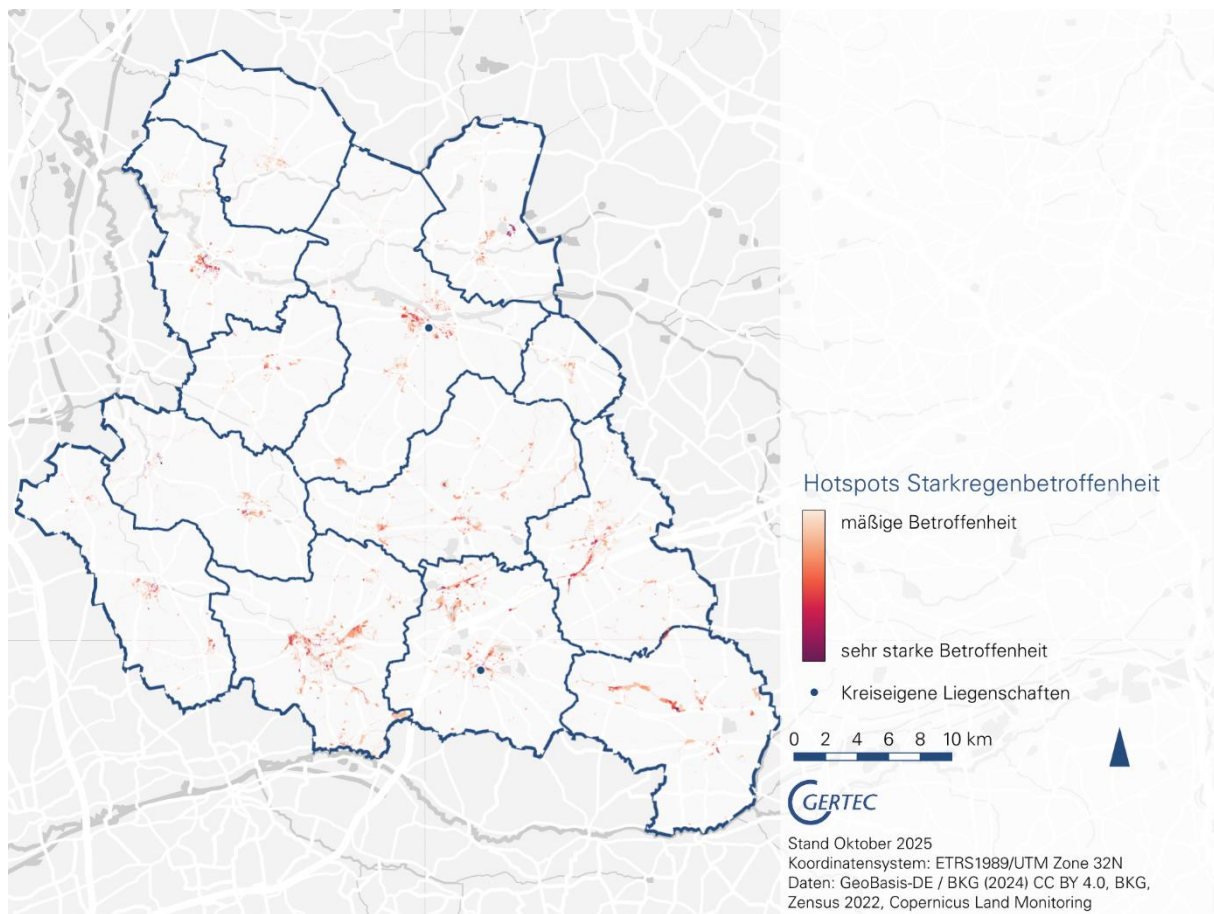 Hotspots Starkregenbetroffenheit
mäßige Betroffenheit
sehr starke Betroffenheit
Kreiseigene Liegenschaften
0 2 4 6 8 10 km
GERTEC
Stand Oktober 2025
Koordinatensystem: ETRS1989/UTM Zone 32N
Daten: GeoBasis-DE / BKG (2024) CC BY 4.0, BKG,
Zensus 2022, Copernicus Land Monitoring